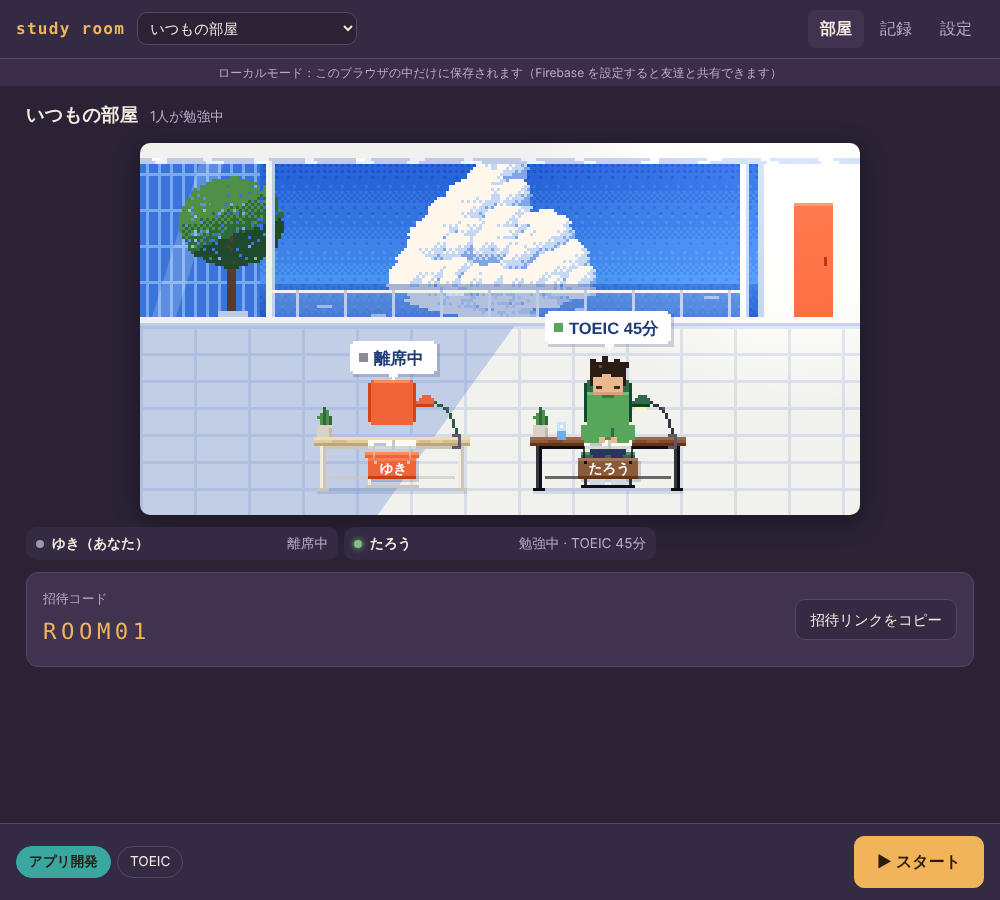 study room
いつもの部屋
部屋
記録
設定
ローカルモード：このブラウザの中だけに保存されます（Firebase を設定すると友達と共有できます）
いつもの部屋 1人が勉強中
TOEIC 45分
離席中
ゆき
たろう
ゆき（あなた） 離席中
たろう 勉強中 · TOEIC 45分
招待コード
ROOM01
招待リンクをコピー
アプリ開発
TOEIC
▶ スタート